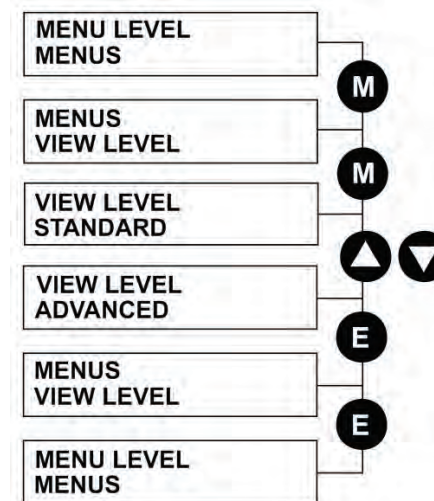 MENU LEVEL
MENUS
M
MENUS
VIEW LEVEL
M
VIEW LEVEL
STANDARD
VIEW LEVEL
ADVANCED
E
MENUS
VIEW LEVEL
E
MENU LEVEL
MENUS